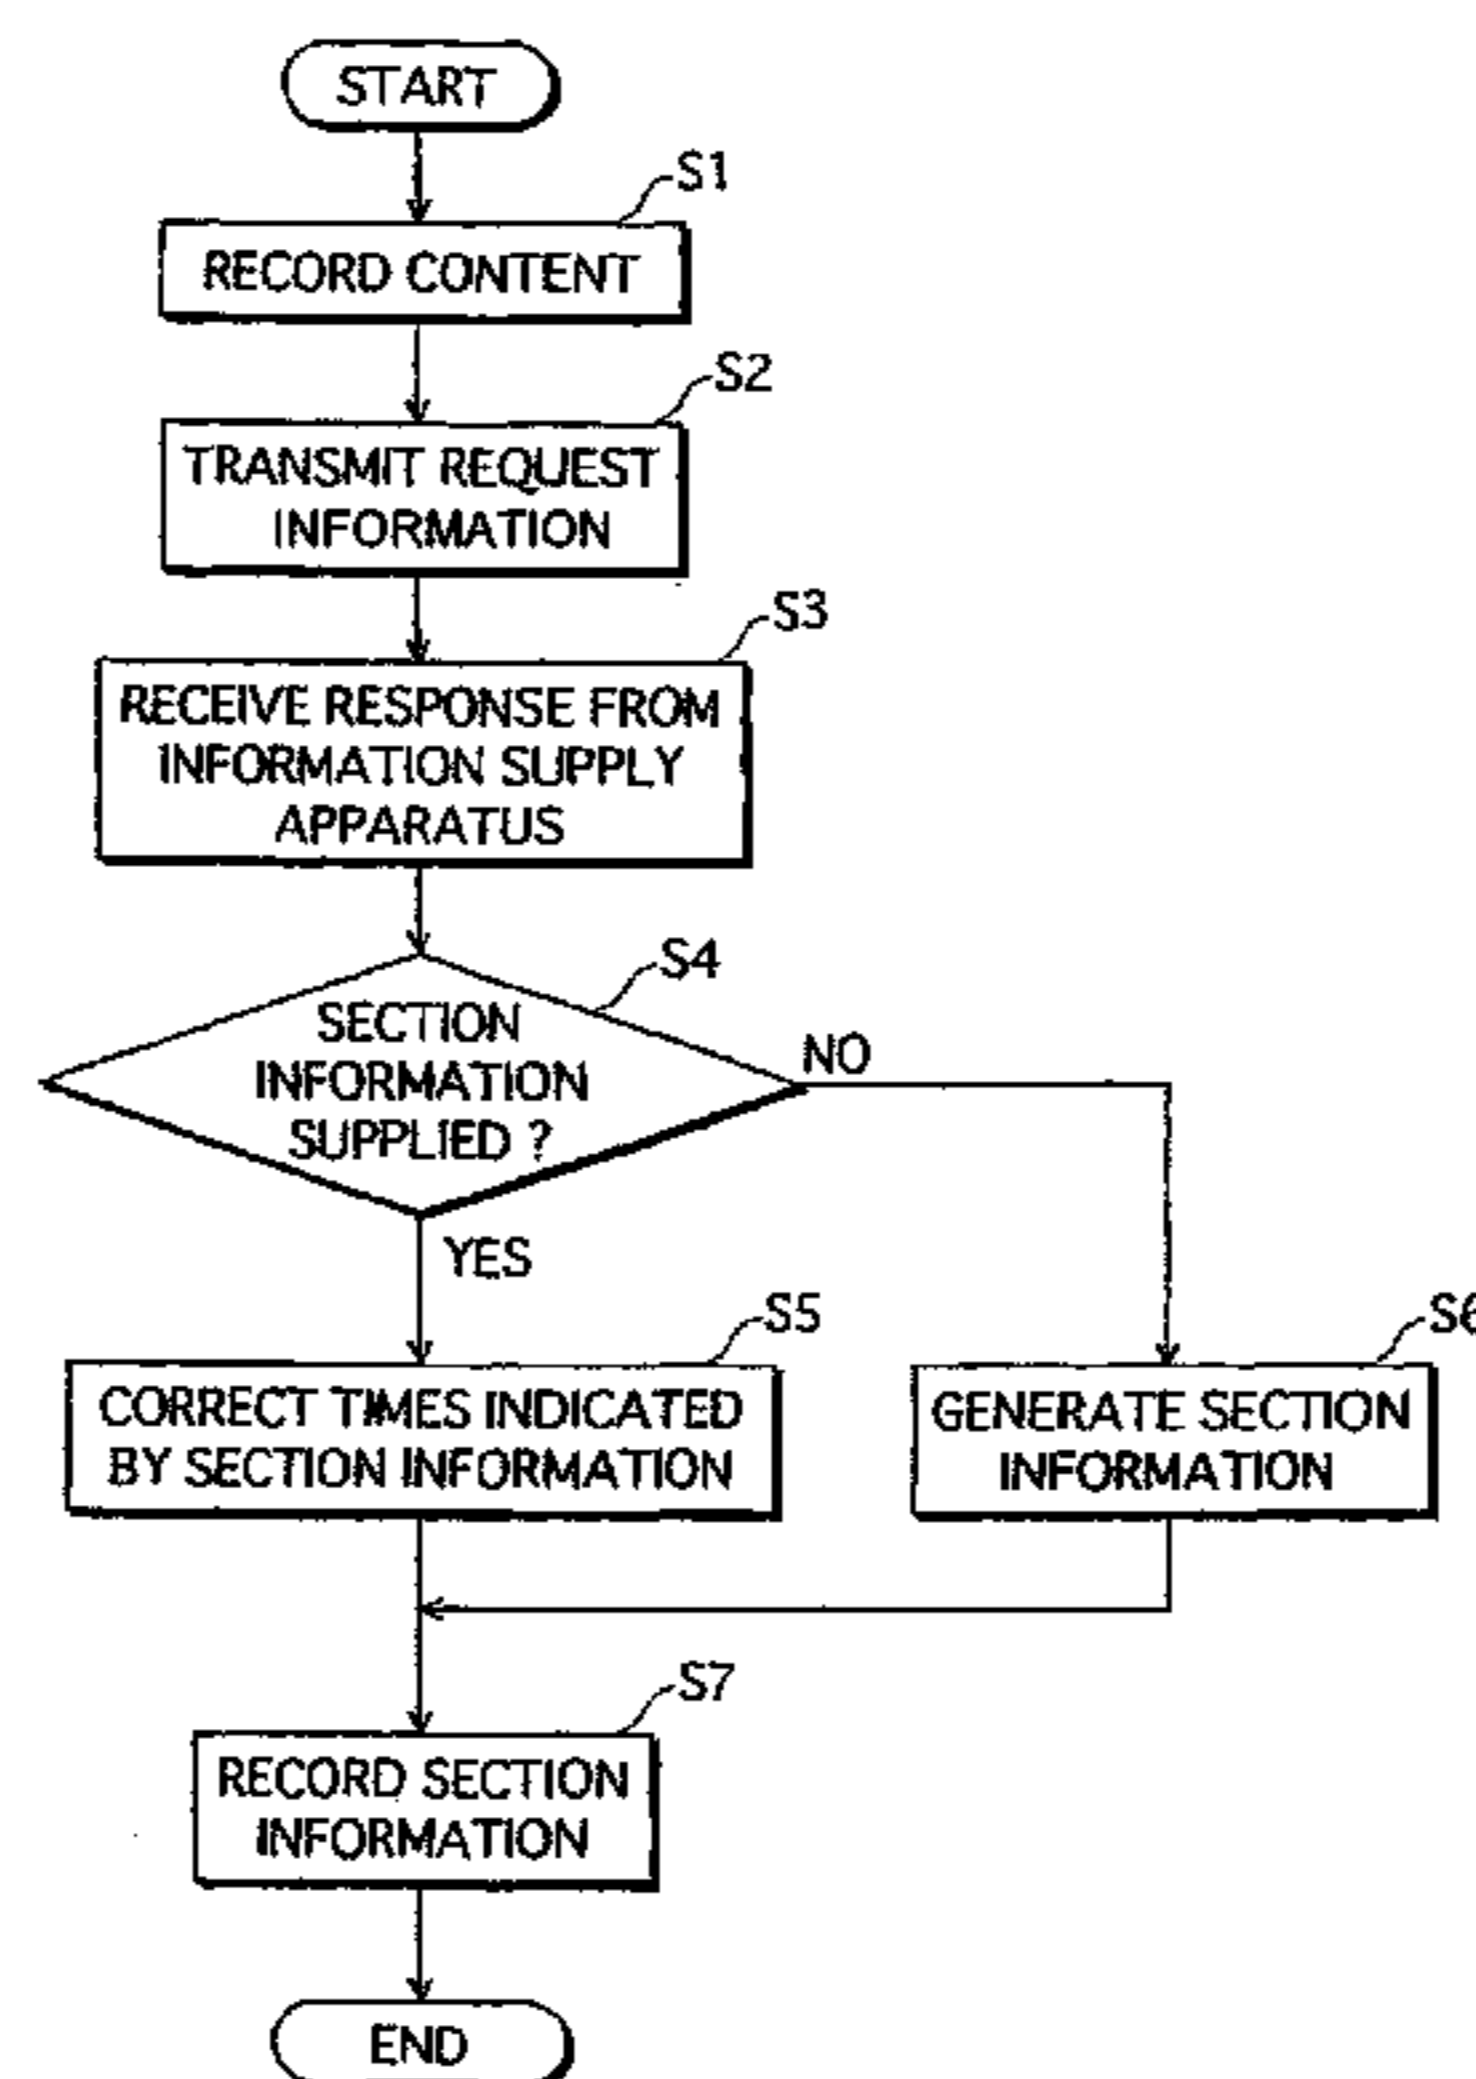 START
S1
RECORD CONTENT
S2
TRANSMIT REQUEST
INFORMATION
S3
RECEIVE RESPONSE FROM
INFORMATION SUPPLY
APPARATUS
S4
SECTION
INFORMATION
SUPPLIED ?
NO
YES
S5
CORRECT TIMES INDICATED
BY SECTION INFORMATION
S6
GENERATE SECTION
INFORMATION
S7
RECORD SECTION
INFORMATION
END